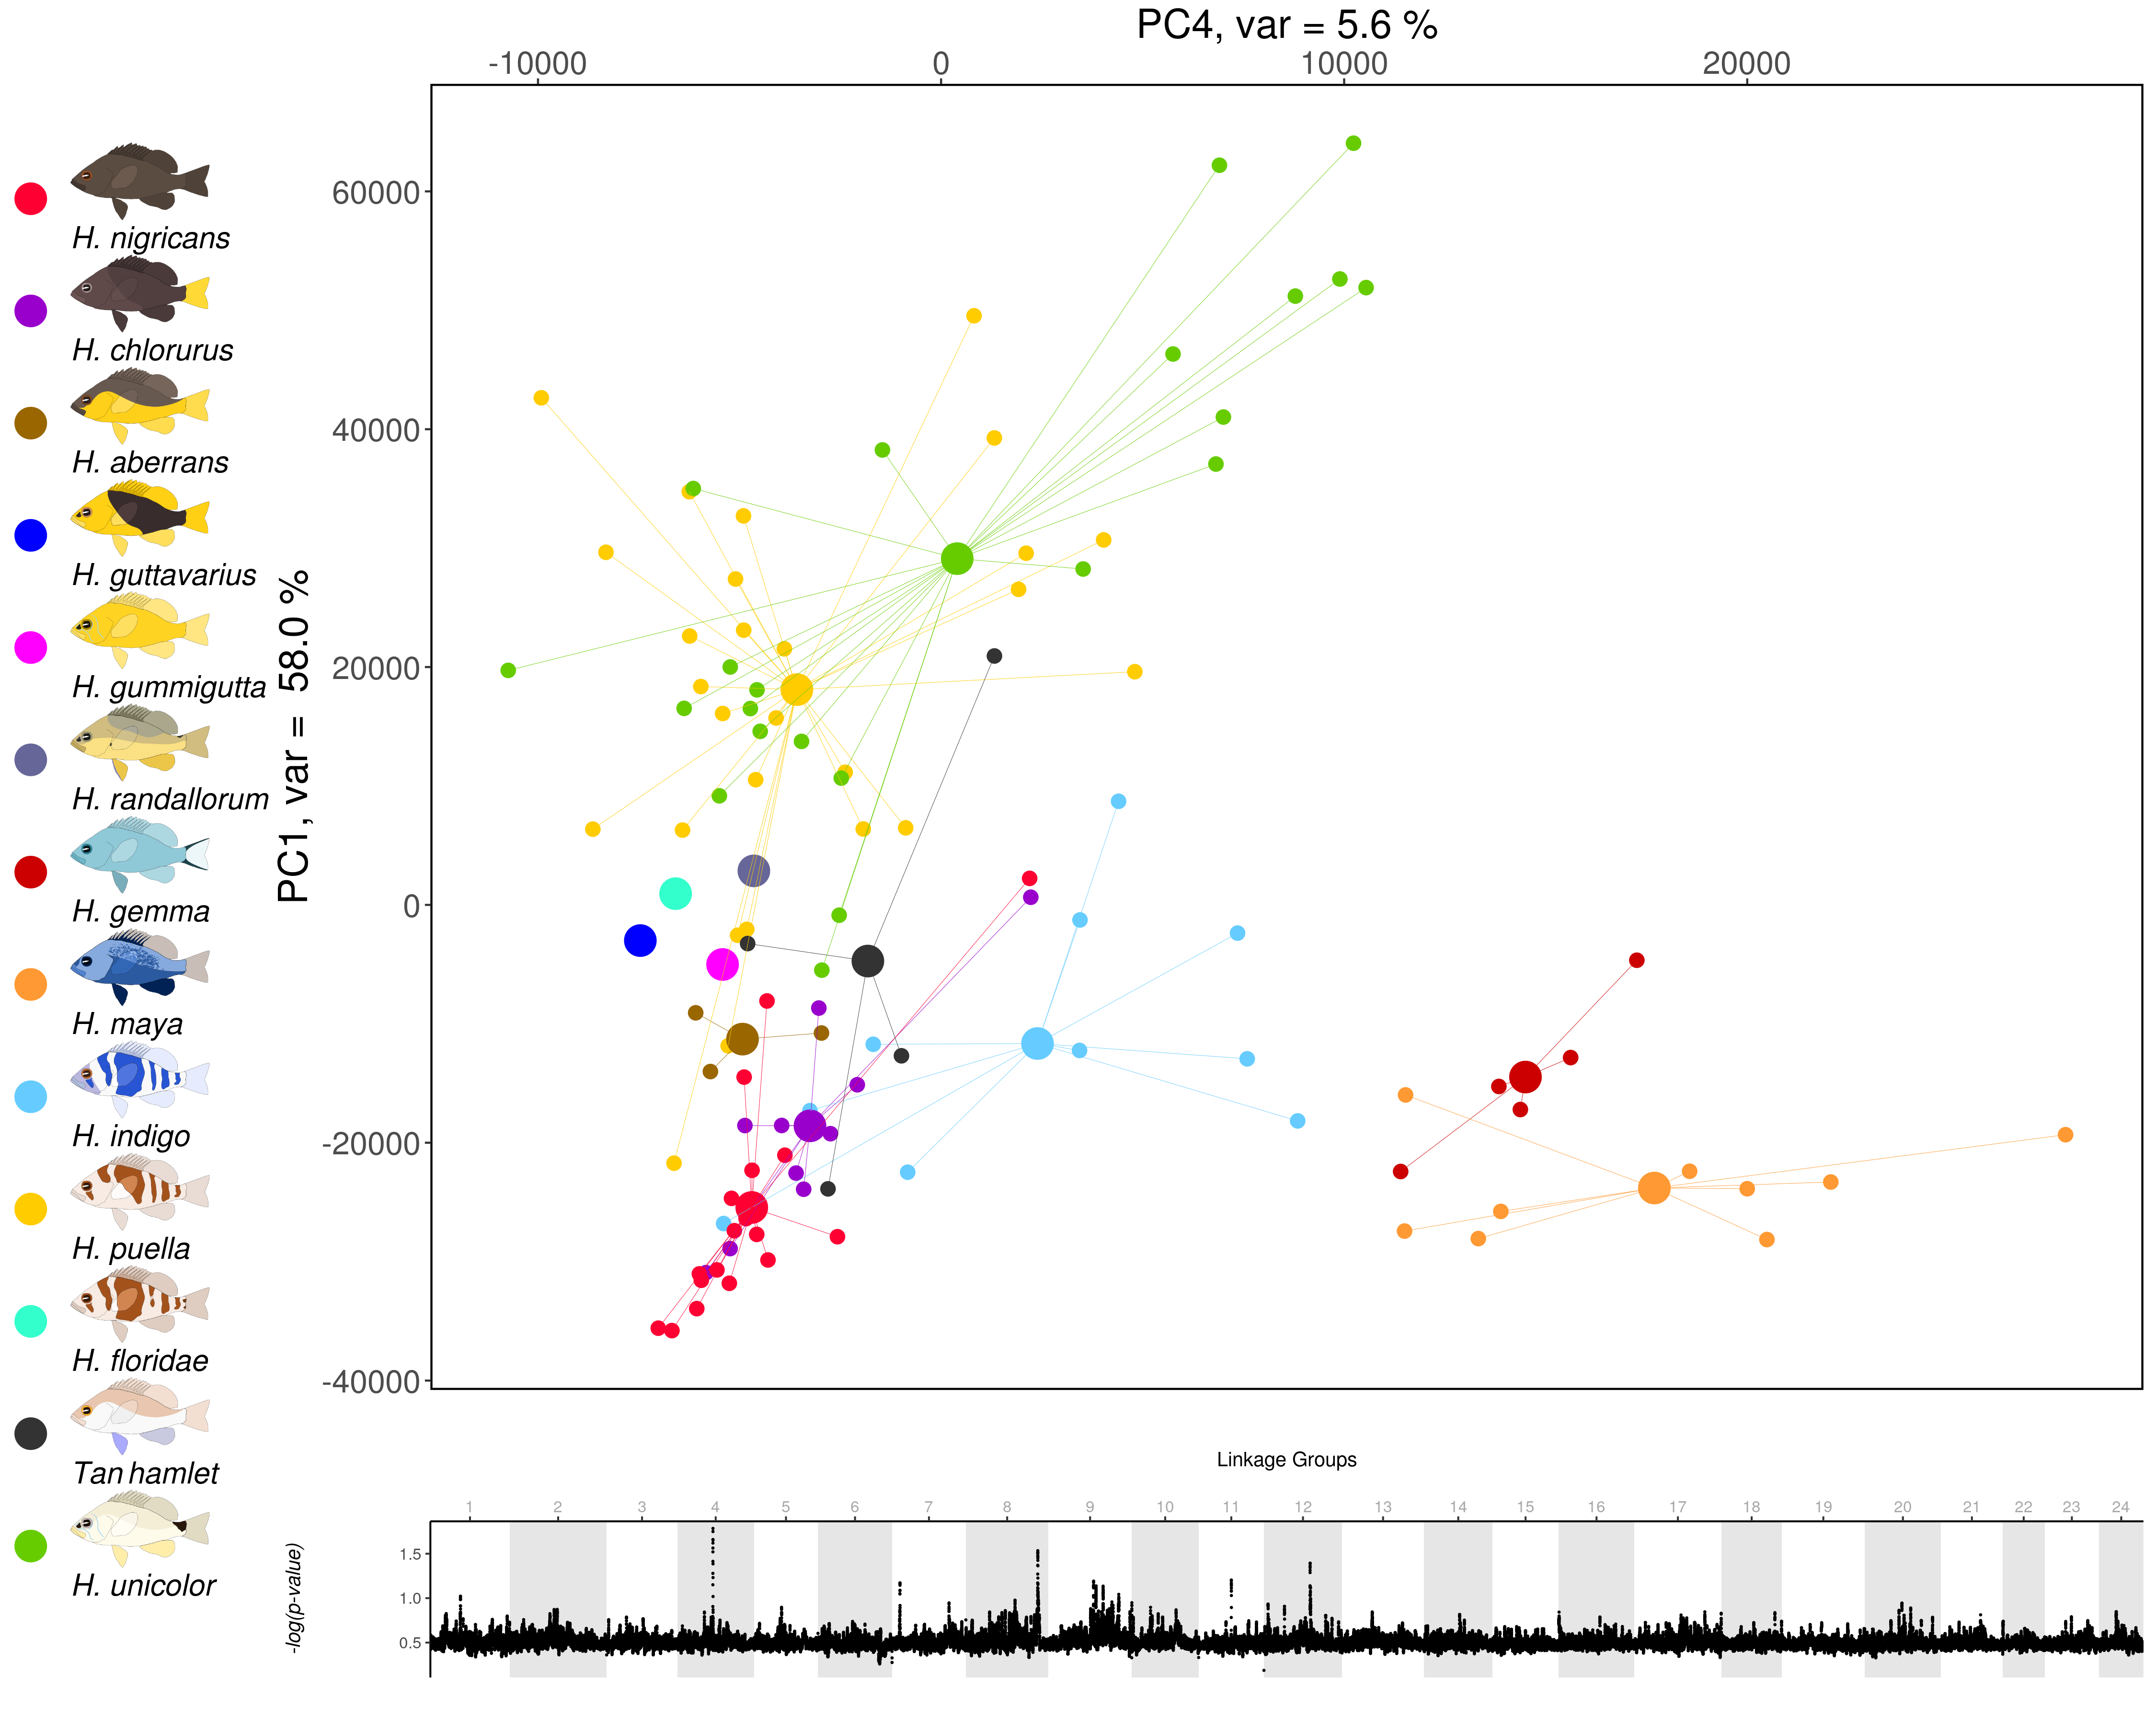 PC4, var = 5.6 %
-10000 0 10000 20000
60000
40000
20000
0
-20000
-40000
PC1, var = 58.0 %
H. nigricans
H. chlorurus
H. aberrans
H. guttavarius
H. gummigutta
H. randallorum
H. gemma
H. maya
H. indigo
H. puella
H. floridae
Tan hamlet
H. unicolor
Linkage Groups
1 2 3 4 5 6 7 8 9 10 11 12 13 14 15 16 17 18 19 20 21 22 23 24
1.5
1.0
0.5
-log(p-value)